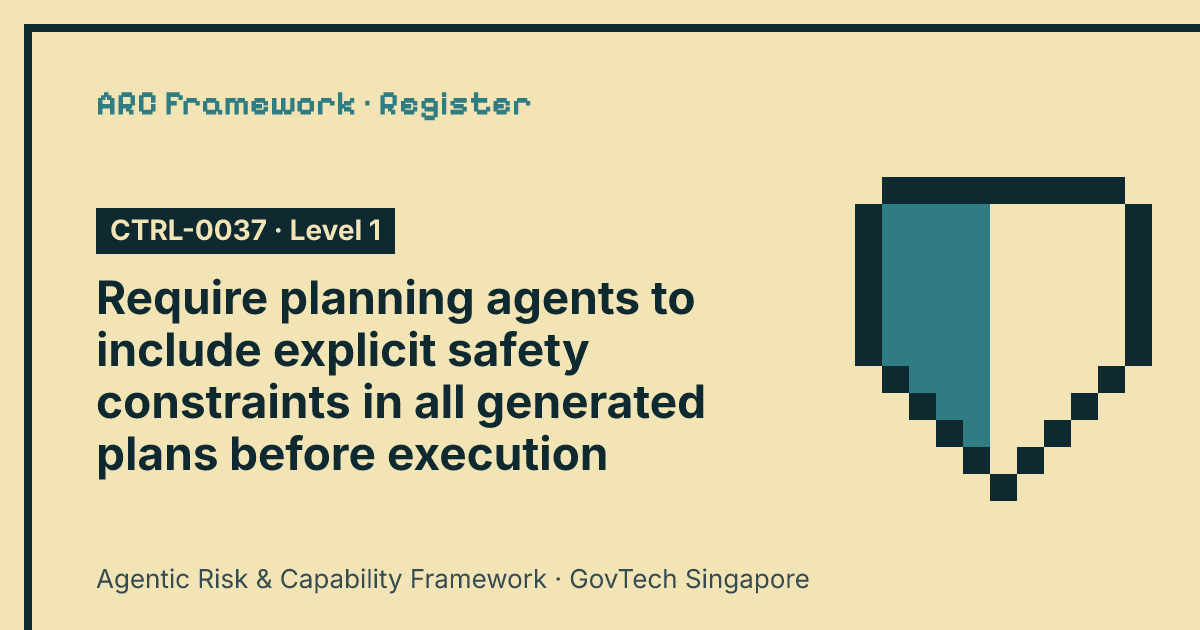 ARC Framework · Register
CTRL-0037 · Level 1
Require planning agents to
include explicit safety
constraints in all generated
plans before execution
Agentic Risk & Capability Framework · GovTech Singapore